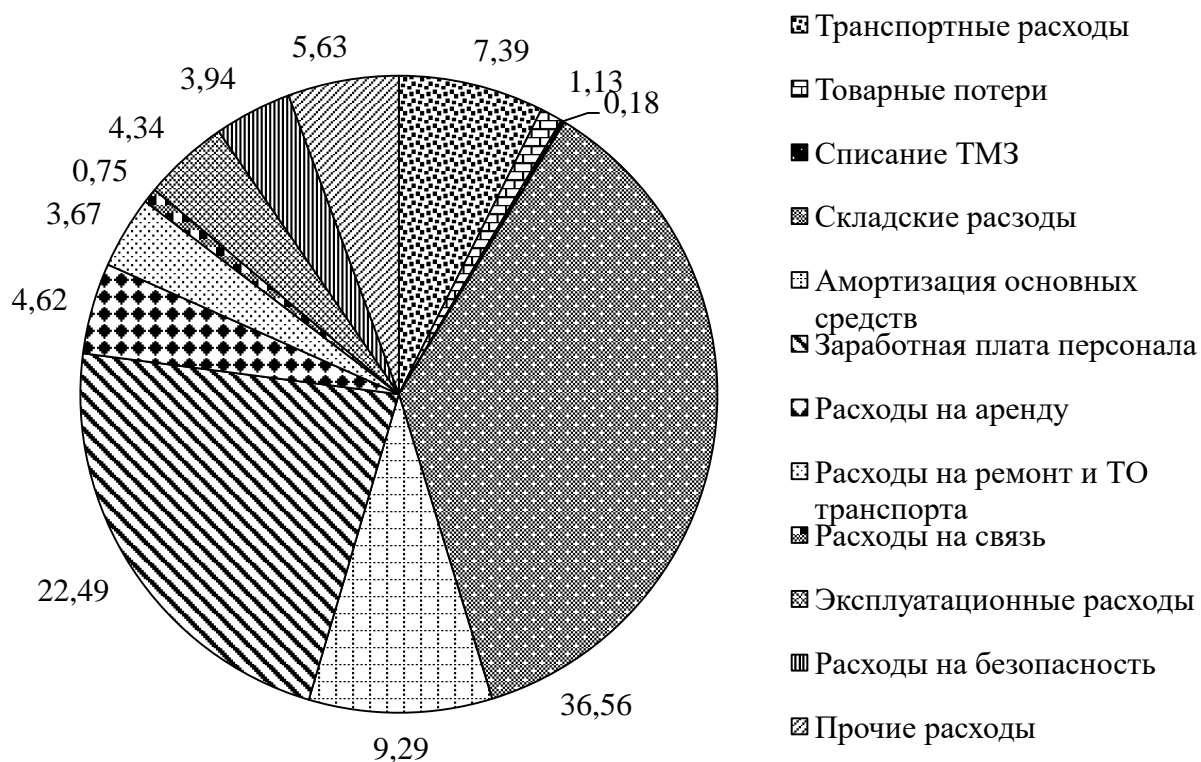 5,63
7,39
3,94
1,13
0,18
4,34
0,75
3,67
4,62
22,49
36,56
9,29
Транспортные расходы
Товарные потери
Списание ТМЗ
Складские расзоды
Амортизация основных
средств
Заработная плата персонала
Расходы на аренду
Расходы на ремонт и ТО
транспорта
Расходы на связь
Эксплуатационные расходы
Расходы на безопасность
Прочие расходы